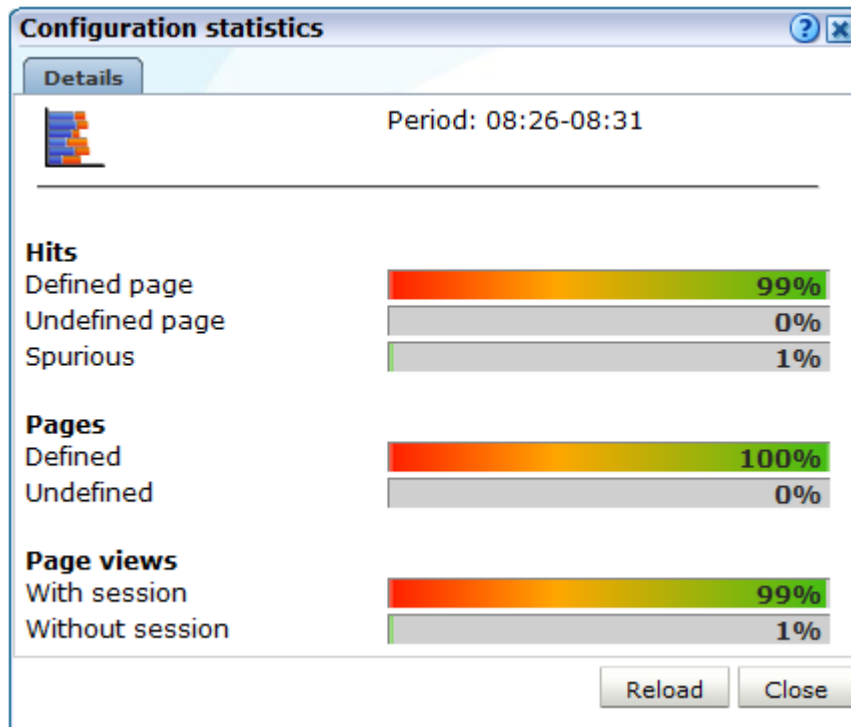 Configuration statistics
Details
Period: 08:26-08:31
Hits
Defined page 99%
Undefined page 0%
Spurious 1%
Pages
Defined 100%
Undefined 0%
Page views
With session 99%
Without session 1%
Reload Close